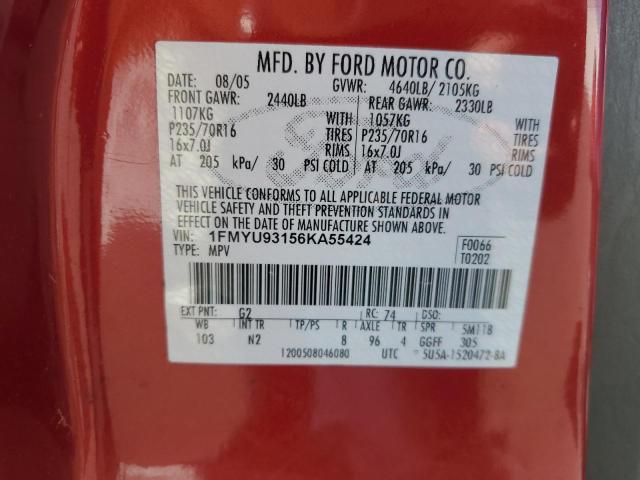 MFD. BY FORD MOTOR CO.
DATE: 08/05 GVWR: 4640LB/ 2105KG
FRONT GAWR: 2440LB REAR GAWR: 2330LB
1107KG WITH 1057KG WITH
P235/70R16 TIRES P235/70R16 TIRES
16x7.0J RIMS 16x7.0J RIMS
AT 205 kPa/ 30 PSI COLD AT 205 kPa/ 30 PSI COLD
THIS VEHICLE CONFORMS TO ALL APPLICABLE FEDERAL MOTOR
VEHICLE SAFETY AND THEFT PREVENTION STANDARDS IN
EFFECT ON THE DATE OF MANUFACTURE SHOWN ABOVE.
VIN: 1FMYU93156KA55424 F0066
TYPE: MPV T0202
EXT PNT: G2 RC: 74 DSO:
WB INT TR TP/PS R AXLE TR SPR 5M11B
103 N2 8 96 4 GGFF 305
1200508046080 UTC 5U5A-1520472-BA
Ford